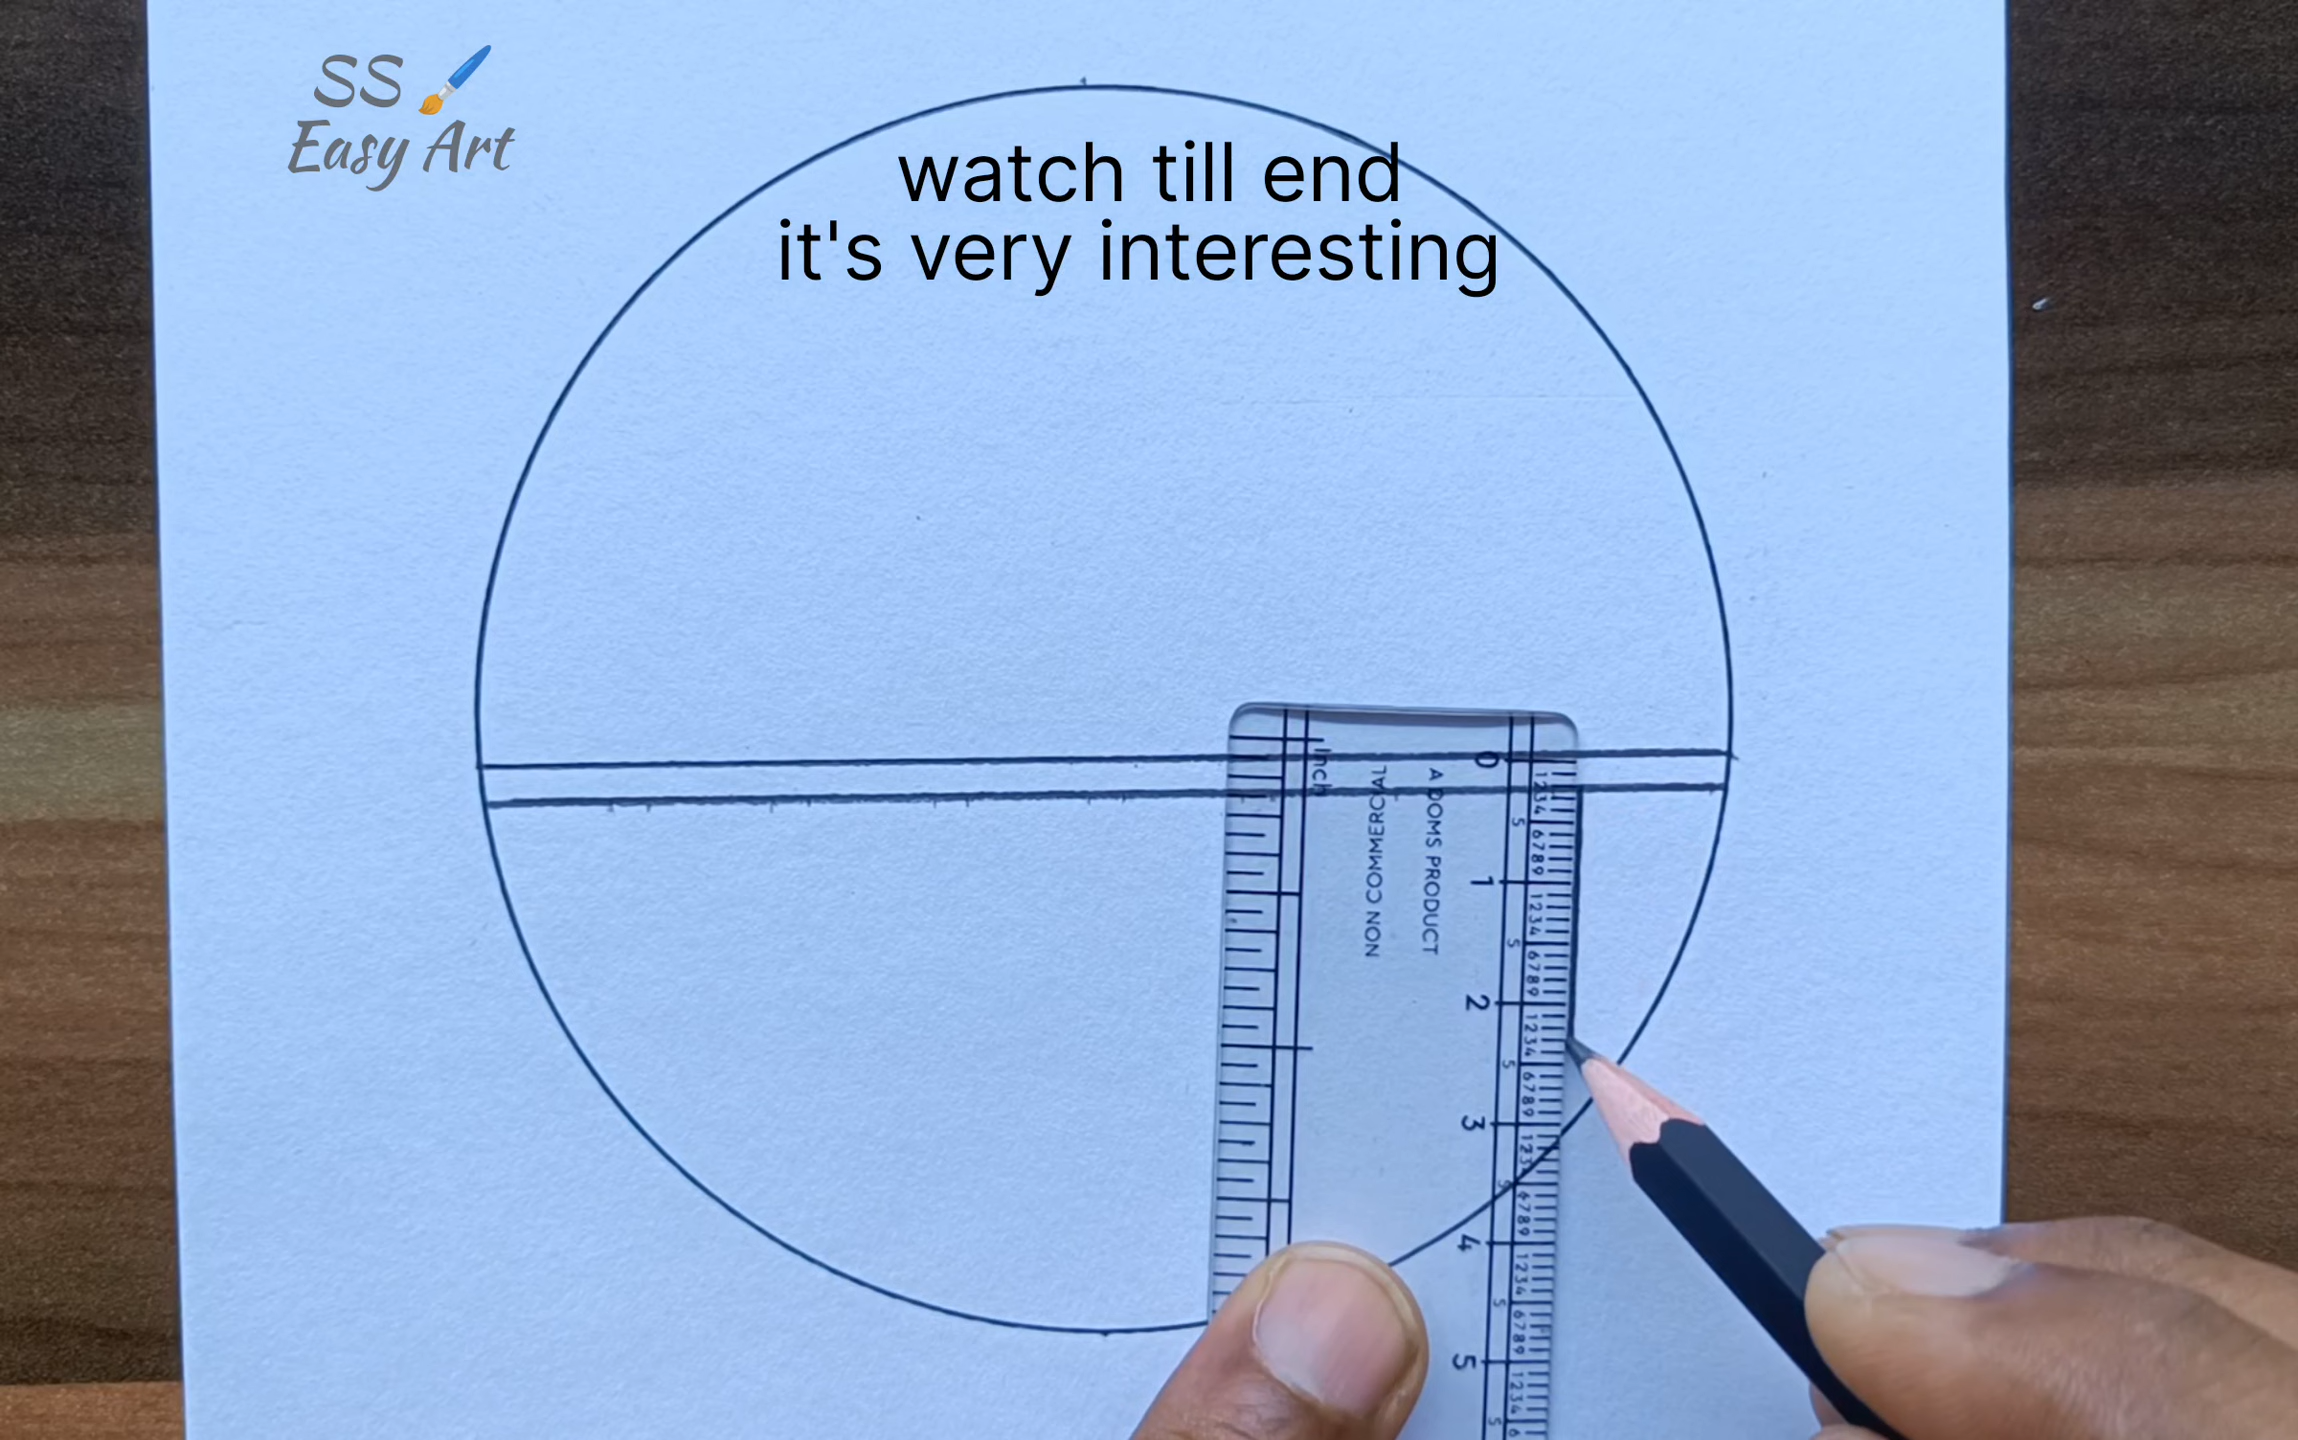 SS
Easy Art
watch till end
it's very interesting
Inch
NON COMMERCIAL
A DOMS PRODUCT
0
1
2
3
4
5